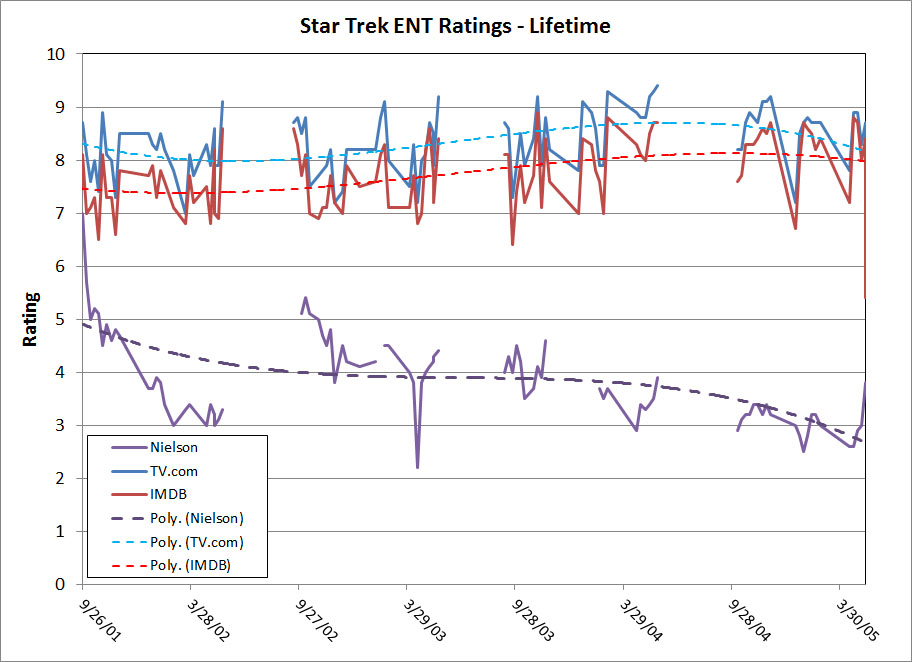 Star Trek ENT Ratings - Lifetime
10
9
8
7
6
5
4
3
2
1
0
Rating
Nielson
TV.com
IMDB
Poly. (Nielson)
Poly. (TV.com)
Poly. (IMDB)
9/26/01
3/28/02
9/27/02
3/29/03
9/28/03
3/29/04
9/28/04
3/30/05